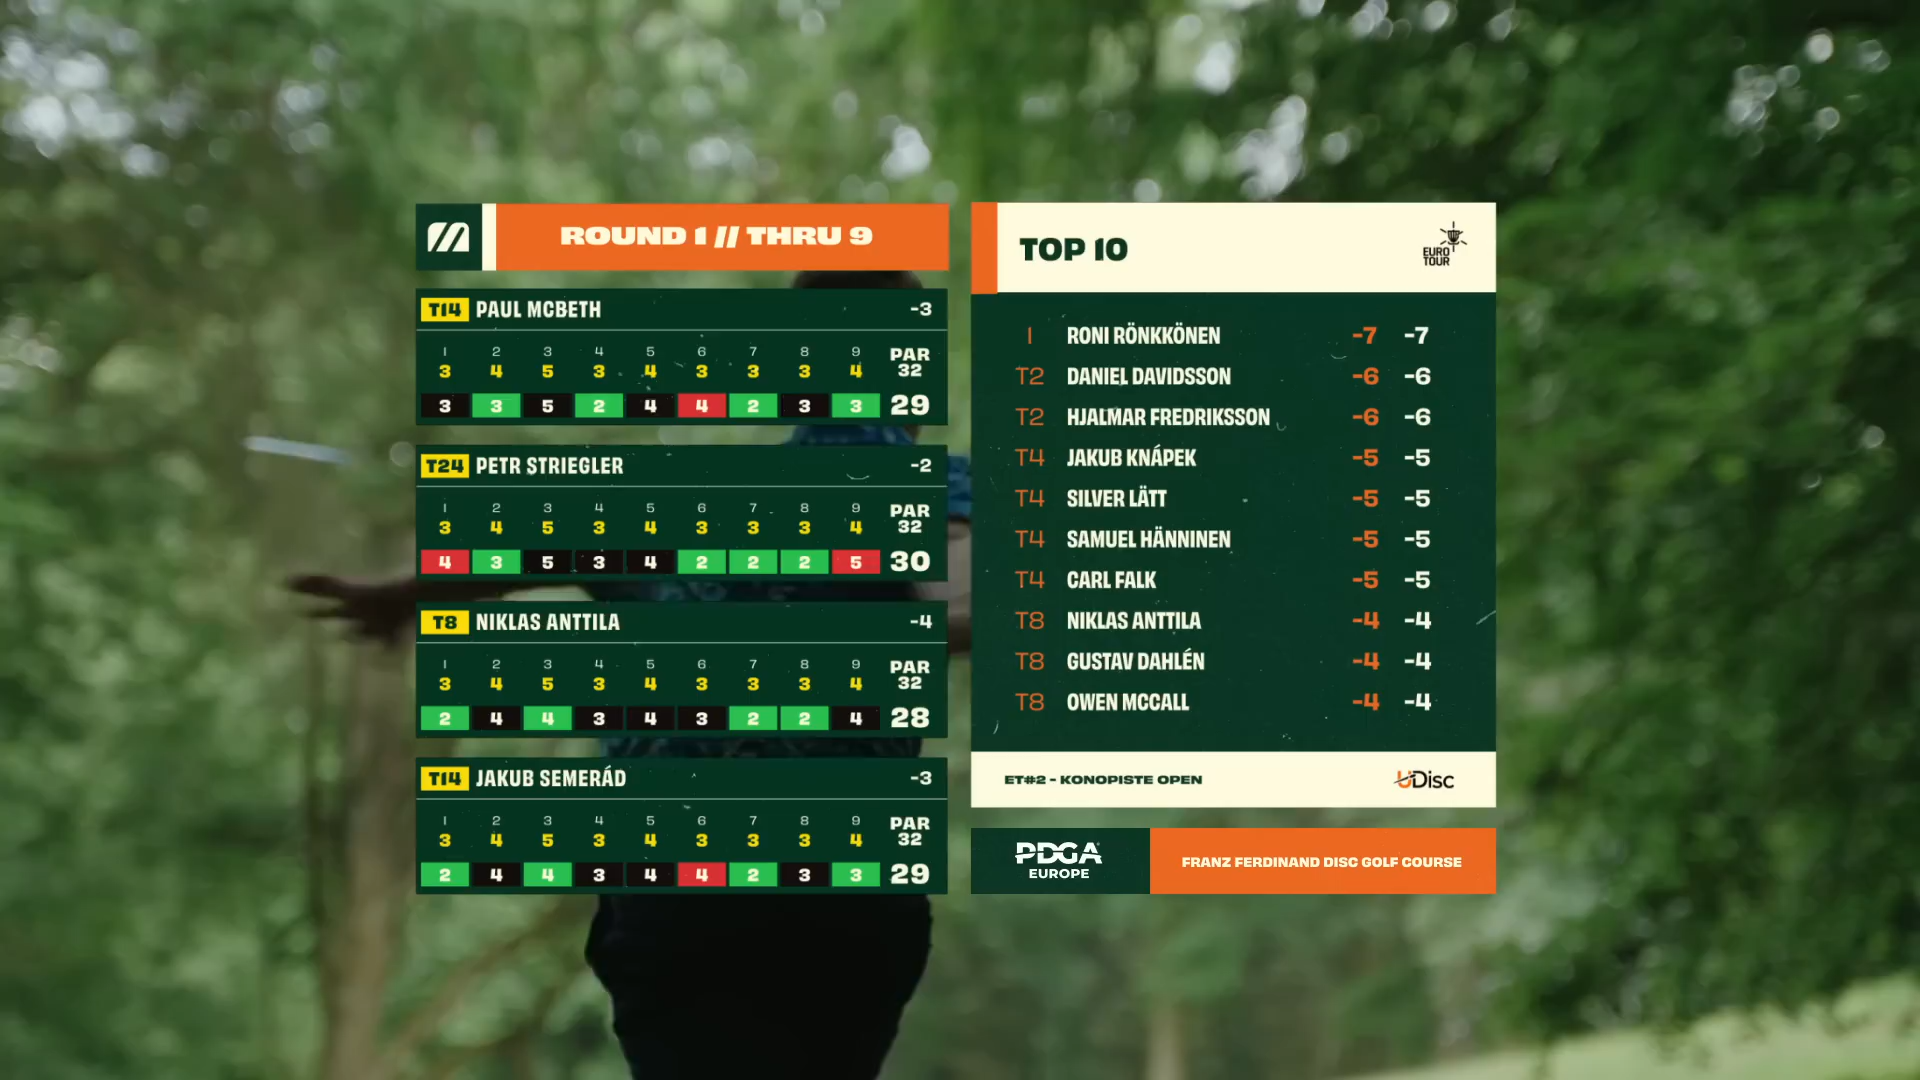 ROUND 1 // THRU 9
T14 PAUL MCBETH -3
1 2 3 4 5 6 7 8 9 PAR
3 4 5 3 4 3 3 3 4 32
3 3 5 2 4 4 2 3 3 29
T24 PETR STRIEGLER -2
1 2 3 4 5 6 7 8 9 PAR
3 4 5 3 4 3 3 3 4 32
4 3 5 3 4 2 2 2 5 30
T8 NIKLAS ANTTILA -4
1 2 3 4 5 6 7 8 9 PAR
3 4 5 3 4 3 3 3 4 32
2 4 4 3 4 3 2 2 4 28
T14 JAKUB SEMERÁD -3
1 2 3 4 5 6 7 8 9 PAR
3 4 5 3 4 3 3 3 4 32
2 4 4 3 4 4 2 3 3 29
TOP 10
EURO
TOUR
1 RONI RÖNKKÖNEN -7 -7
T2 DANIEL DAVIDSSON -6 -6
T2 HJALMAR FREDRIKSSON -6 -6
T4 JAKUB KNÁPEK -5 -5
T4 SILVER LÄTT -5 -5
T4 SAMUEL HÄNNINEN -5 -5
T4 CARL FALK -5 -5
T8 NIKLAS ANTTILA -4 -4
T8 GUSTAV DAHLÉN -4 -4
T8 OWEN MCCALL -4 -4
ET#2 - KONOPISTE OPEN
UDisc
PDGA
EUROPE
FRANZ FERDINAND DISC GOLF COURSE